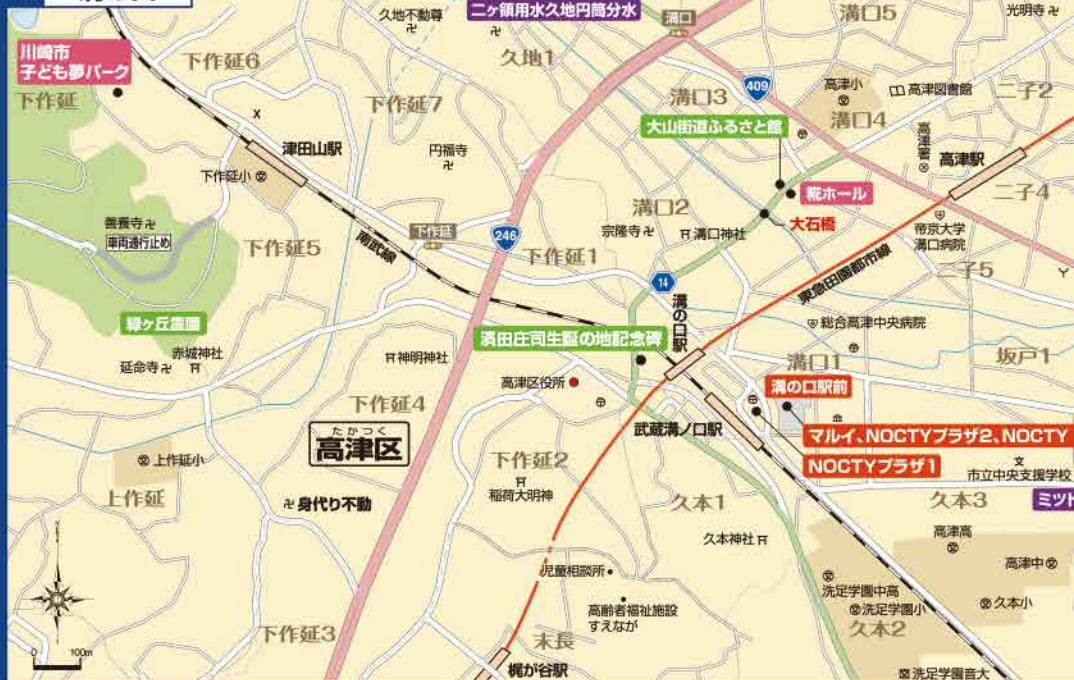 二ヶ領用水久地円筒分水
久地不動尊
溝口
溝口5
光明寺
川崎市
子ども夢パーク
下作延6
久地1
409
溝口3
高津小
高津図書館
二子2
下作延
下作延7
大山街道ふるさと館
溝口4
津田山駅
円福寺
高津署
高津駅
下作延小
糀ホール
二子4
善養寺
車両通行止め
溝口2
大石橋
下作延
宗隆寺
溝口神社
帝京大学
溝口病院
下作延5
南武線
246
下作延1
二子5
14
溝の口駅
東急田園都市線
緑ヶ丘霊園
濱田庄司生誕の地記念碑
総合高津中央病院
赤城神社
延命寺
神明神社
溝口1
坂戸1
高津区役所
溝の口駅前
下作延4
武蔵溝ノ口駅
マルイ、NOCTYプラザ2、NOCTY
たかつく
高津区
NOCTYプラザ1
上作延小
下作延2
市立中央支援学校
稲荷大明神
上作延
身代り不動
久本1
久本3
ミツト
久本神社
高津高
児童相談所
高津中
洗足学園中高
高齢者福祉施設
すえなが
洗足学園小
久本小
久本2
下作延3
末長
0 100m
梶が谷駅
洗足学園音大